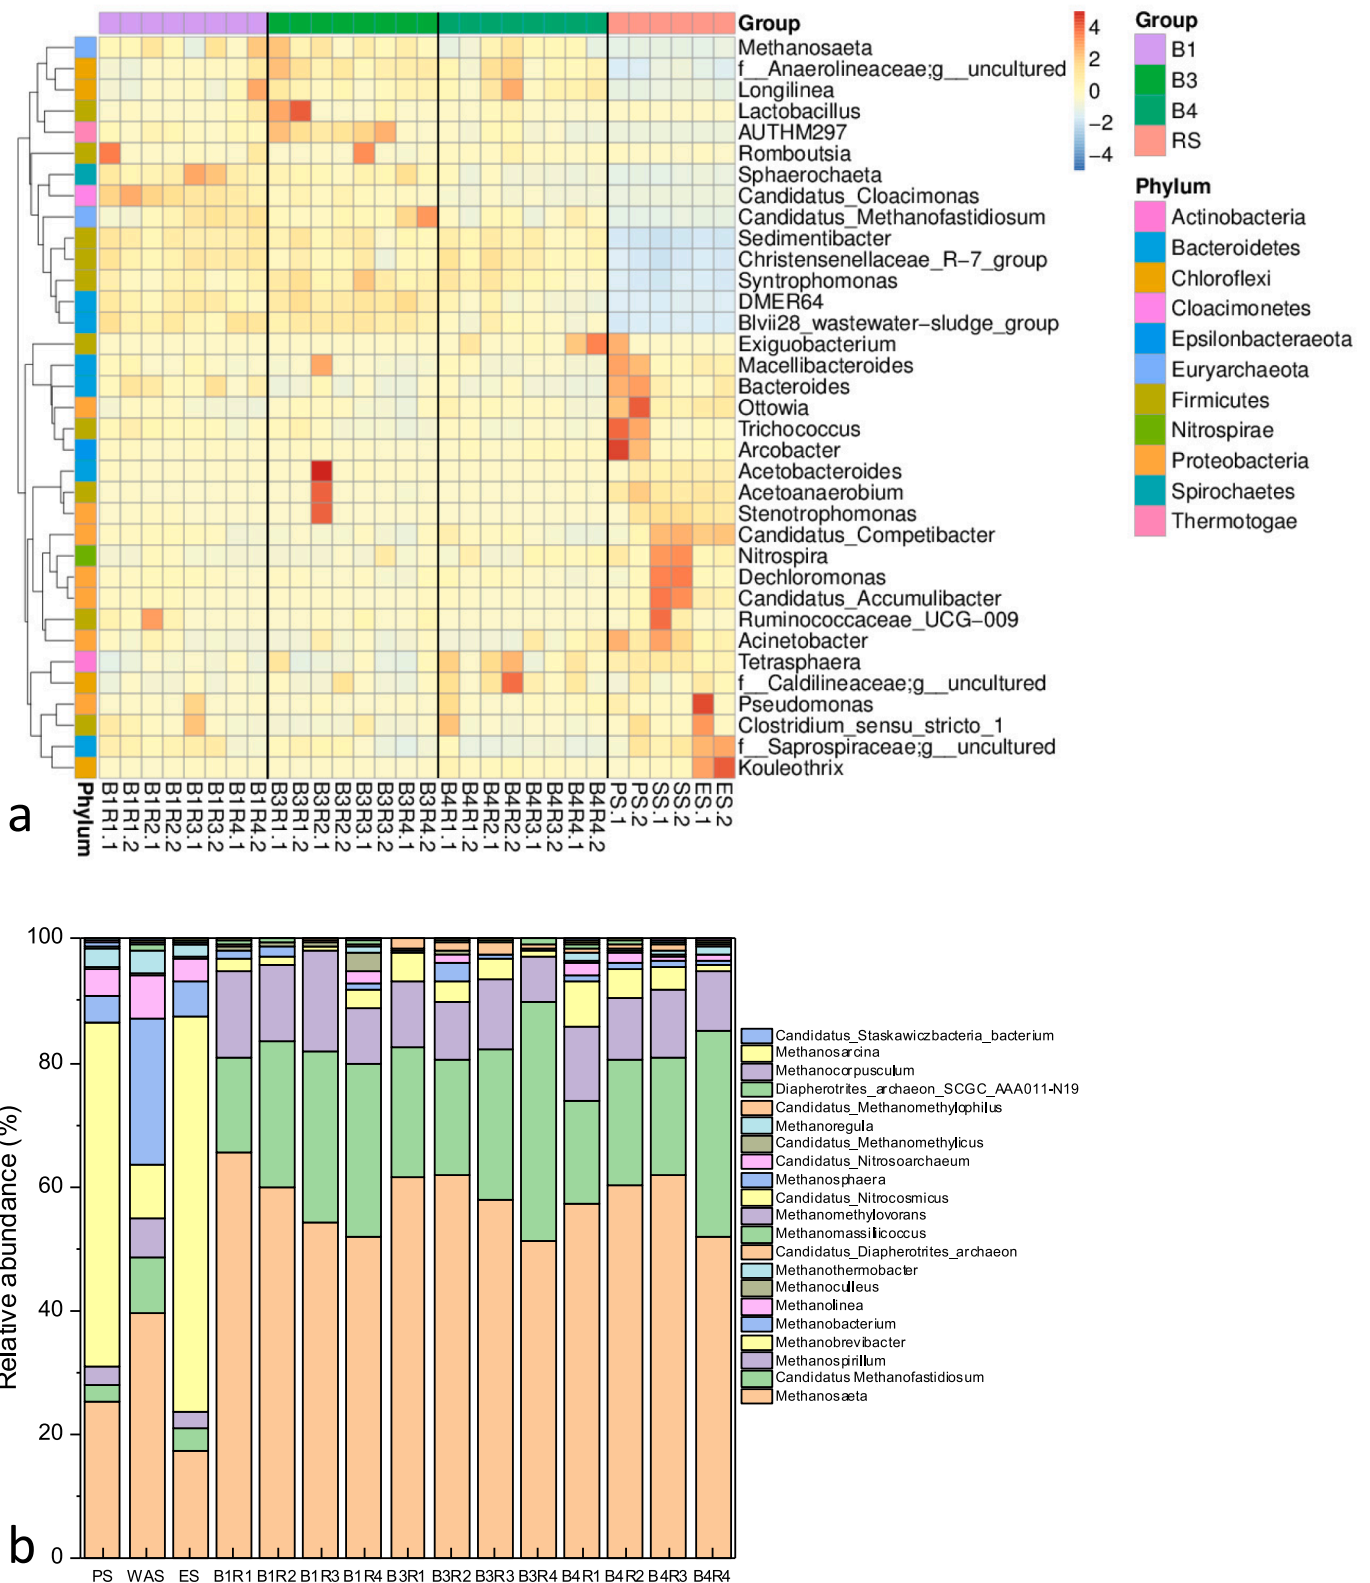 Group
Methanosaeta
f__Anaerolineaceae;g__uncultured
Longilinea
Lactobacillus
AUTHM297
Romboutsia
Sphaerochaeta
Candidatus_Cloacimonas
Candidatus_Methanofastidiosum
Sedimentibacter
Christensenellaceae_R−7_group
Syntrophomonas
DMER64
Blvii28_wastewater−sludge_group
Exiguobacterium
Macellibacteroides
Bacteroides
Ottowia
Trichococcus
Arcobacter
Acetobacteroides
Acetoanaerobium
Stenotrophomonas
Candidatus_Competibacter
Nitrospira
Dechloromonas
Candidatus_Accumulibacter
Ruminococcaceae_UCG−009
Acinetobacter
Tetrasphaera
f__Caldilineaceae;g__uncultured
Pseudomonas
Clostridium_sensu_stricto_1
f__Saprospiraceae;g__uncultured
Kouleothrix
4
2
0
−2
−4
Group
B1
B3
B4
RS
Phylum
Actinobacteria
Bacteroidetes
Chloroflexi
Cloacimonetes
Epsilonbacteraeota
Euryarchaeota
Firmicutes
Nitrospirae
Proteobacteria
Spirochaetes
Thermotogae
Phylum
B1R1.1
B1R1.2
B1R2.1
B1R2.2
B1R3.1
B1R3.2
B1R4.1
B1R4.2
B3R1.1
B3R1.2
B3R2.1
B3R2.2
B3R3.1
B3R3.2
B3R4.1
B3R4.2
B4R1.1
B4R1.2
B4R2.1
B4R2.2
B4R3.1
B4R3.2
B4R4.1
B4R4.2
PS.1
PS.2
SS.1
SS.2
ES.1
ES.2
a
Relative abundance (%)
100
80
60
40
20
0
PS WAS ES B1R1 B1R2 B1R3 B1R4 B3R1 B3R2 B3R3 B3R4 B4R1 B4R2 B4R3 B4R4
Candidatus_Staskawiczbacteria_bacterium
Methanosarcina
Methanocorpusculum
Diapherotrites_archaeon_SCGC_AAA011-N19
Candidatus_Methanomethylophilus
Methanoregula
Candidatus_Methanomethylicus
Candidatus_Nitrosoarchaeum
Methanosphaera
Candidatus_Nitrocosmicus
Methanomethylovorans
Methanomassiliicoccus
Candidatus_Diapherotrites_archaeon
Methanothermobacter
Methanoculleus
Methanolinea
Methanobacterium
Methanobrevibacter
Methanospirillum
Candidatus Methanofastidiosum
Methanosaeta
b